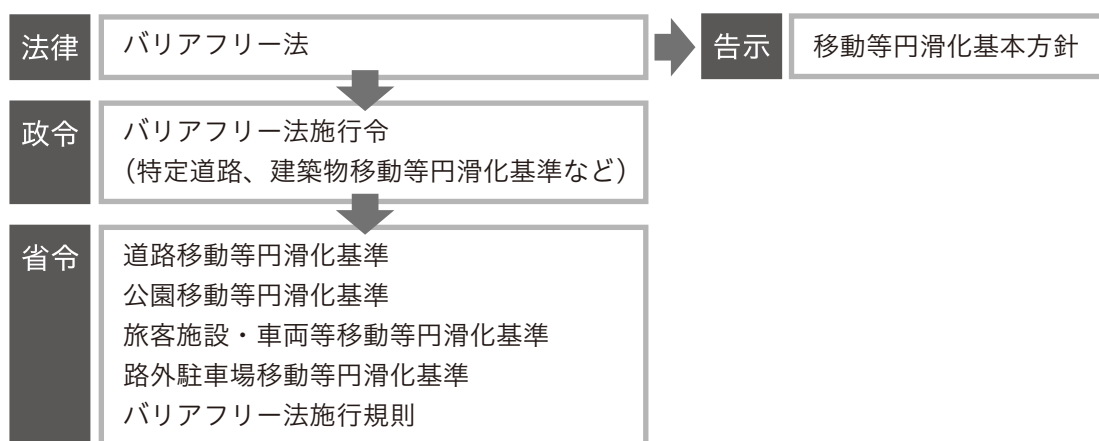 法律
バリアフリー法
告示
移動等円滑化基本方針
政令
バリアフリー法施行令
(特定道路、建築物移動等円滑化基準など)
省令
道路移動等円滑化基準
公園移動等円滑化基準
旅客施設・車両等移動等円滑化基準
路外駐車場移動等円滑化基準
バリアフリー法施行規則